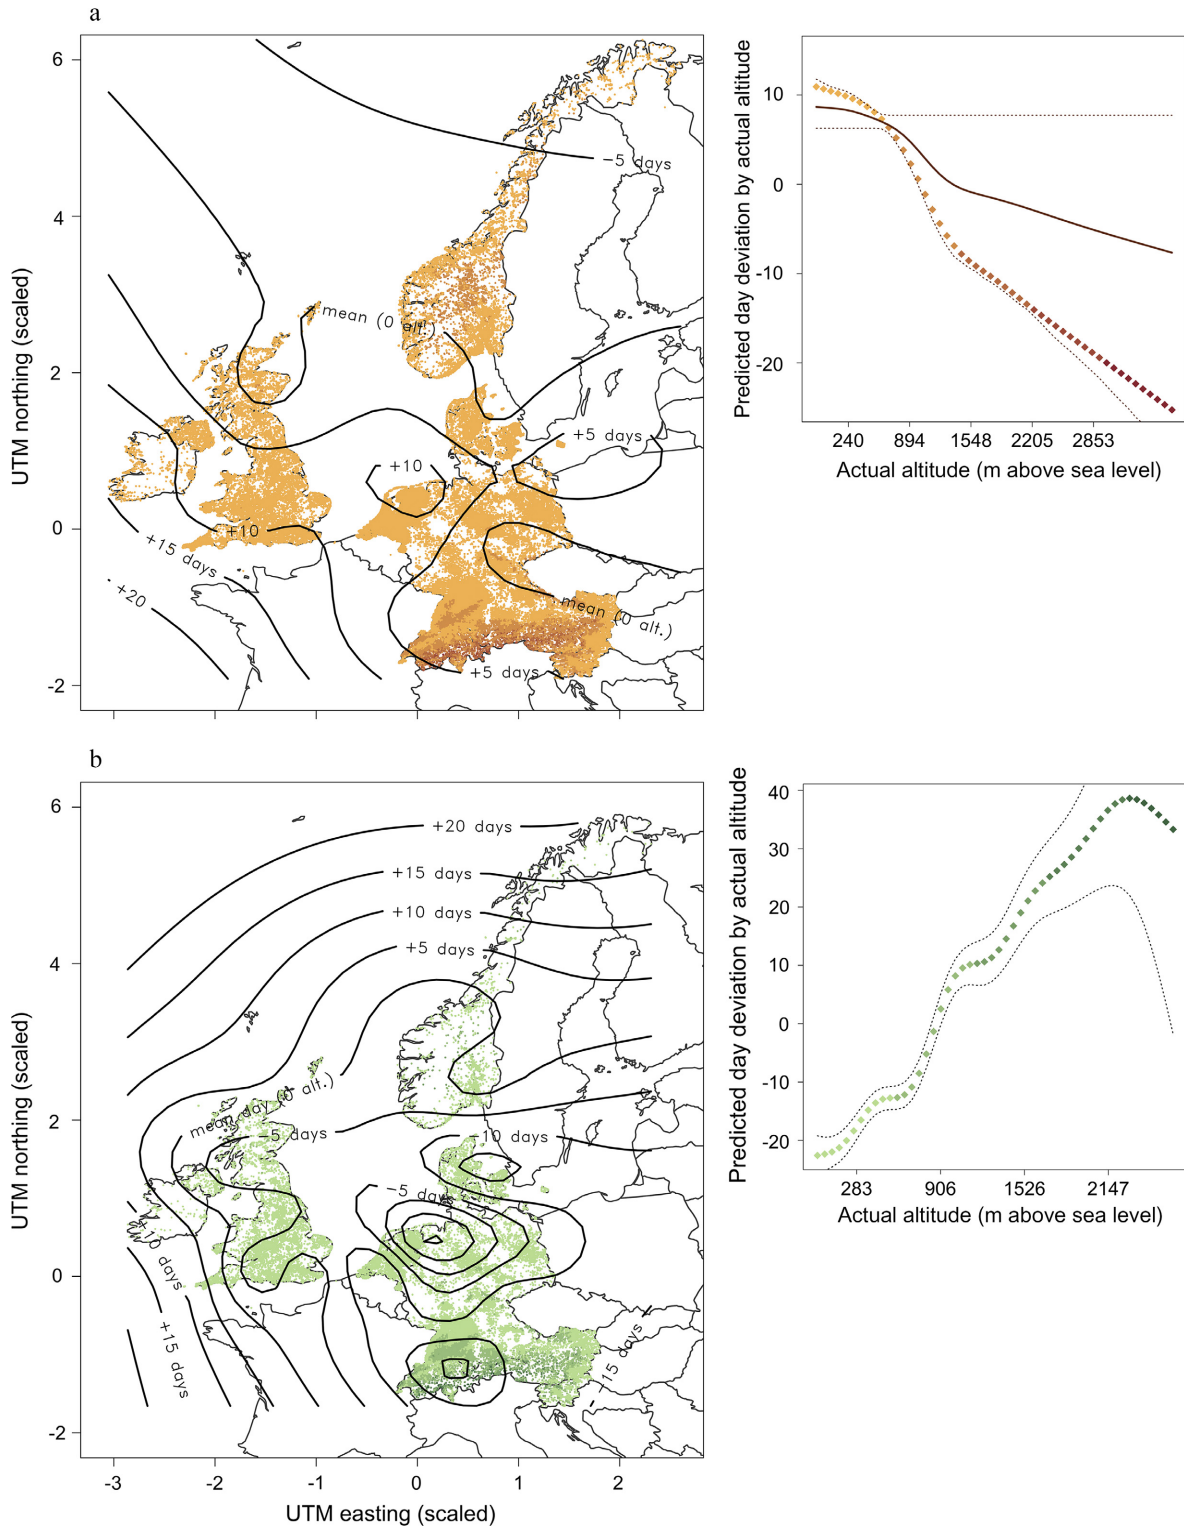 a
6
4
2
0
-2
UTM northing (scaled)
-5 days
mean (0 alt.)
+5 days
+10
+10
+15 days
+20
mean (0 alt.)
+5 days
Predicted day deviation by actual altitude
10
0
-10
-20
240 894 1548 2205 2853
Actual altitude (m above sea level)
b
6
4
2
0
-2
UTM northing (scaled)
+20 days
+15 days
+10 days
+5 days
mean day (0 alt.)
-5 days
-10 days
-5 days
+10 days
+15 days
-15 days
-3 -2 -1 0 1 2
UTM easting (scaled)
Predicted day deviation by actual altitude
40
30
20
10
0
-10
-20
283 906 1526 2147
Actual altitude (m above sea level)